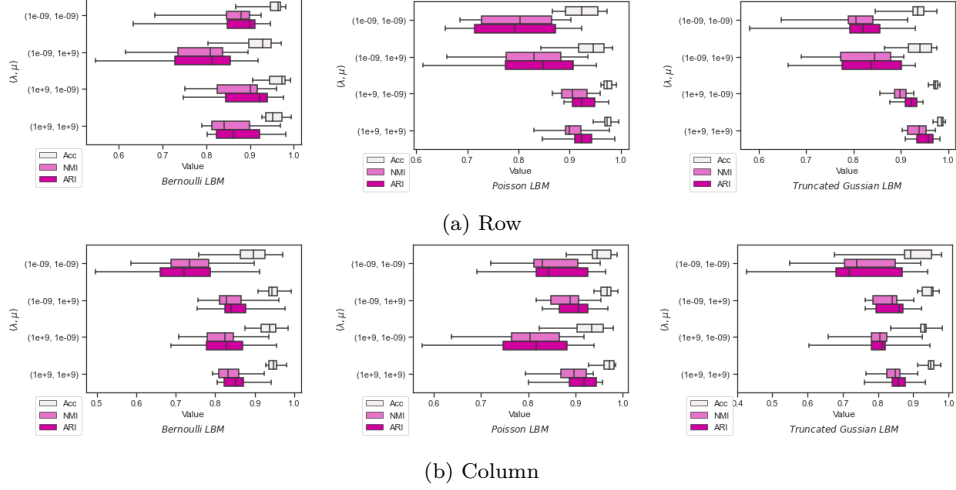 (1e-09, 1e-09)
(1e-09, 1e+9)
(1e+9, 1e-09)
(1e+9, 1e+9)
(λ, μ)
0.6 0.7 0.8 0.9 1.0
Value
Acc
NMI
ARI
Bernoulli LBM
(1e-09, 1e-09)
(1e-09, 1e+9)
(1e+9, 1e-09)
(1e+9, 1e+9)
(λ, μ)
0.6 0.7 0.8 0.9 1.0
Value
Acc
NMI
ARI
Poisson LBM
(1e-09, 1e-09)
(1e-09, 1e+9)
(1e+9, 1e-09)
(1e+9, 1e+9)
(λ, μ)
0.6 0.7 0.8 0.9 1.0
Value
Acc
NMI
ARI
Truncated Gussian LBM
(a) Row
(1e-09, 1e-09)
(1e-09, 1e+9)
(1e+9, 1e-09)
(1e+9, 1e+9)
(λ, μ)
0.5 0.6 0.7 0.8 0.9 1.0
Value
Acc
NMI
ARI
Bernoulli LBM
(1e-09, 1e-09)
(1e-09, 1e+9)
(1e+9, 1e-09)
(1e+9, 1e+9)
(λ, μ)
0.6 0.7 0.8 0.9 1.0
Value
Acc
NMI
ARI
Poisson LBM
(1e-09, 1e-09)
(1e-09, 1e+9)
(1e+9, 1e-09)
(1e+9, 1e+9)
(λ, μ)
0.4 0.5 0.6 0.7 0.8 0.9 1.0
Value
Acc
NMI
ARI
Truncated Gaussian LBM
(b) Column